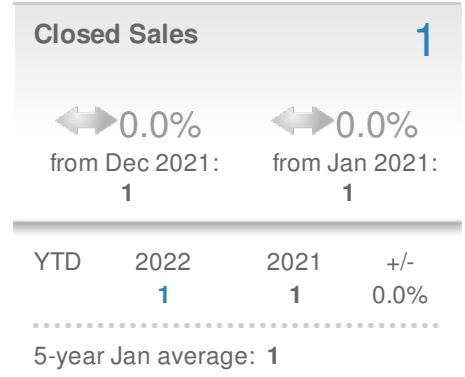 Closed Sales 1
0.0% 0.0%
from Dec 2021: from Jan 2021:
1 1
YTD 2022 2021 +/-
1 1 0.0%
5-year Jan average: 1